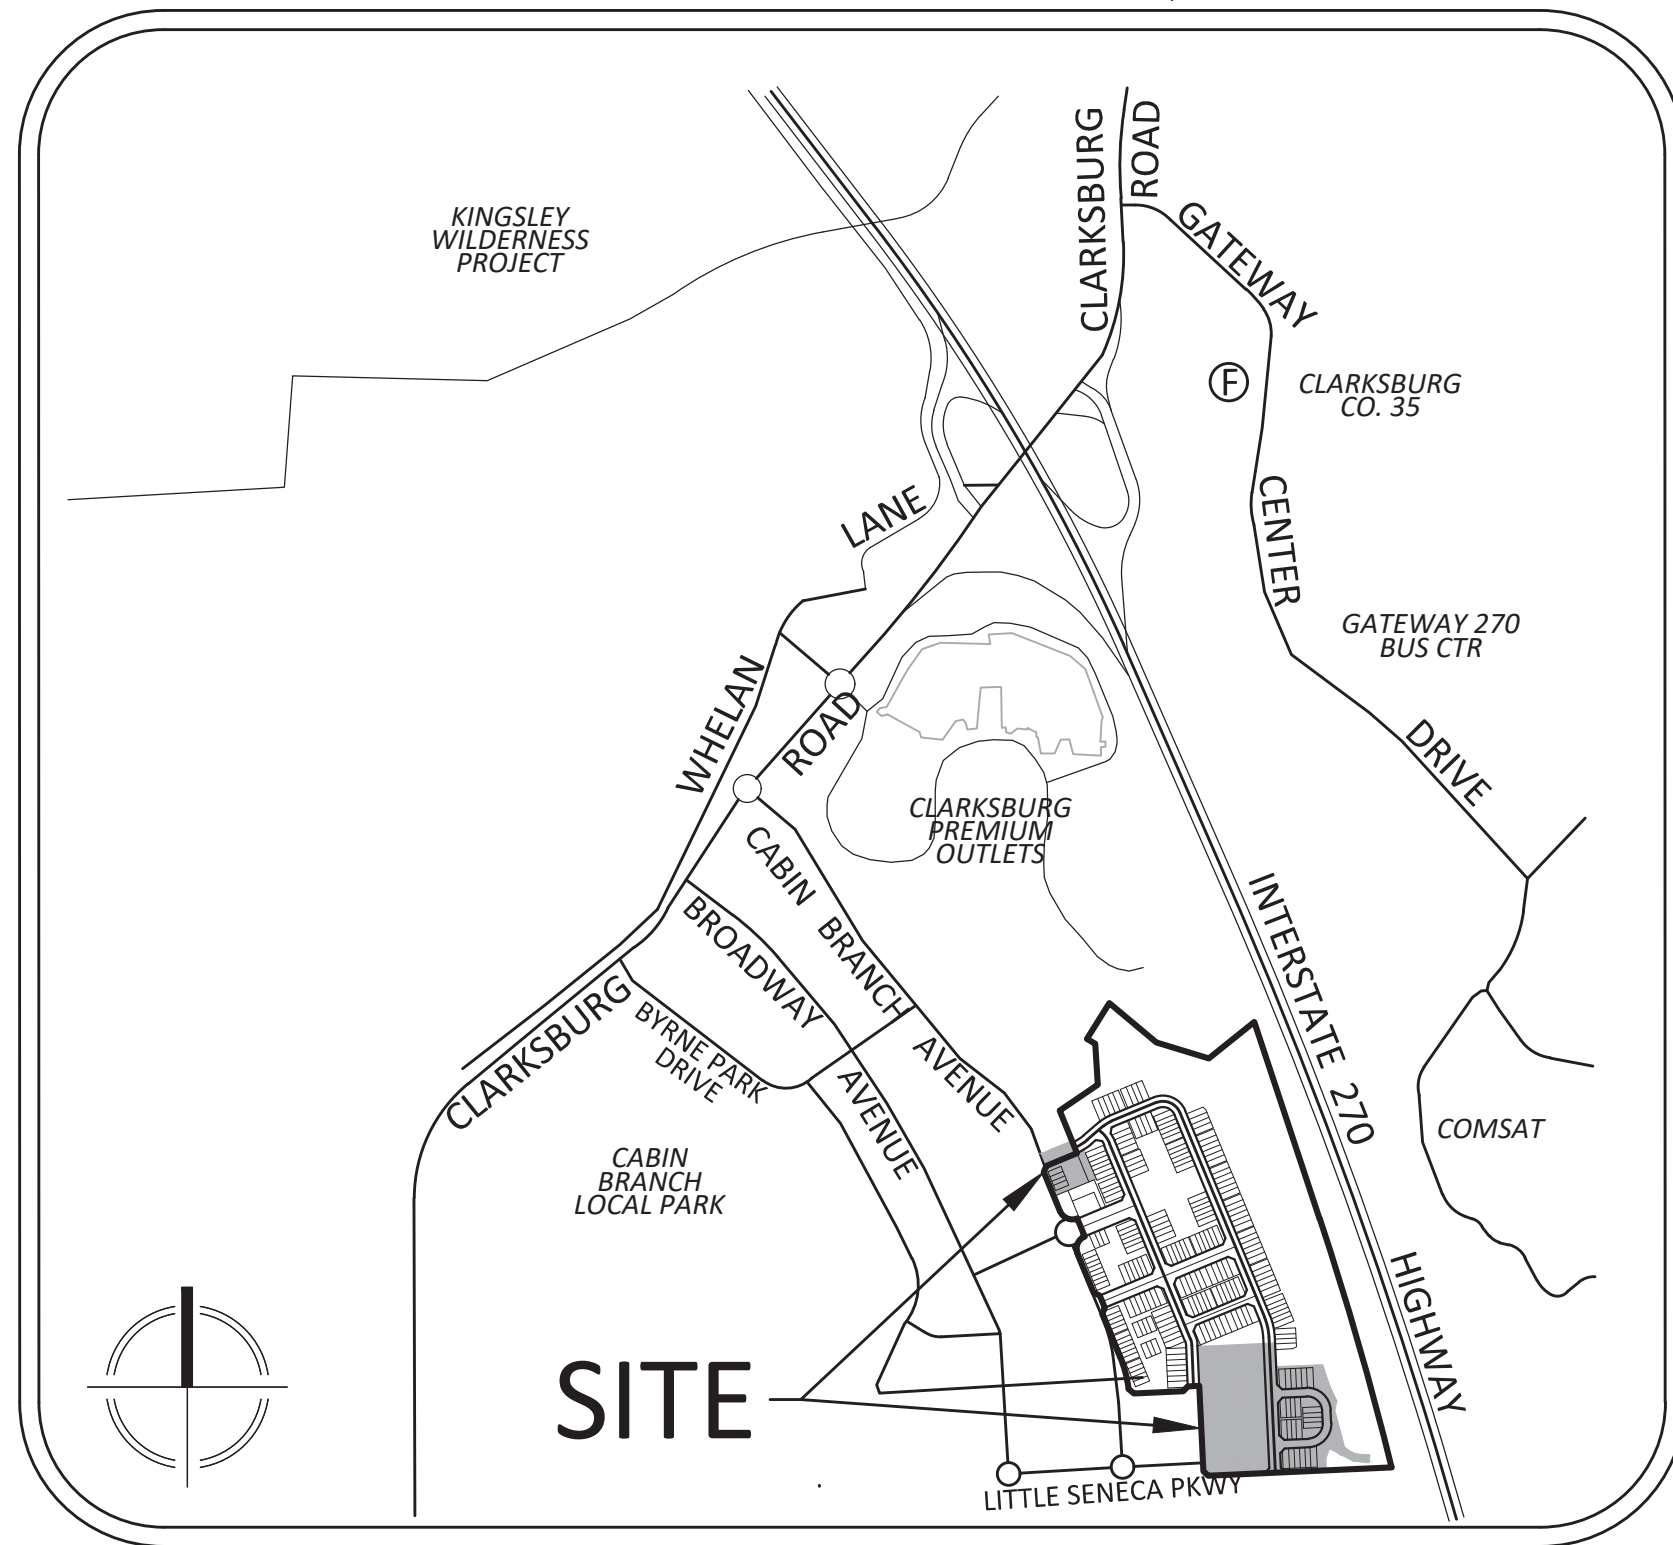 CLARKSBURG
ROAD
KINGSLEY
WILDERNESS
PROJECT
GATEWAY
F
CLARKSBURG
CO. 35
LANE
CENTER
GATEWAY 270
BUS CTR
WHELAN
ROAD
DRIVE
CLARKSBURG
PREMIUM
OUTLETS
CABIN BRANCH
BROADWAY
INTERSTATE 270
CLARKSBURG
BYRNE PARK
DRIVE
AVENUE
AVENUE
COMSAT
CABIN
BRANCH
LOCAL PARK
HIGHWAY
SITE
LITTLE SENECA PKWY